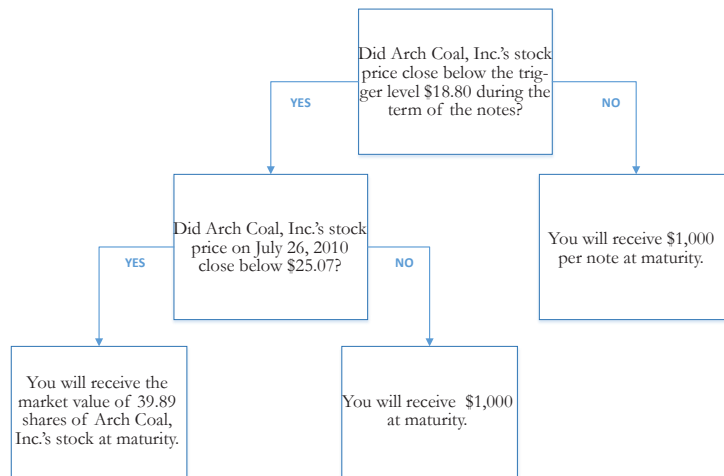 Did Arch Coal, Inc.'s stock
price close below the trig-
ger level $18.80 during the
term of the notes?
YES
NO
Did Arch Coal, Inc.'s stock
price on July 26, 2010
close below $25.07?
You will receive $1,000
per note at maturity.
YES
NO
You will receive the
market value of 39.89
shares of Arch Coal,
Inc.'s stock at maturity.
You will receive $1,000
at maturity.